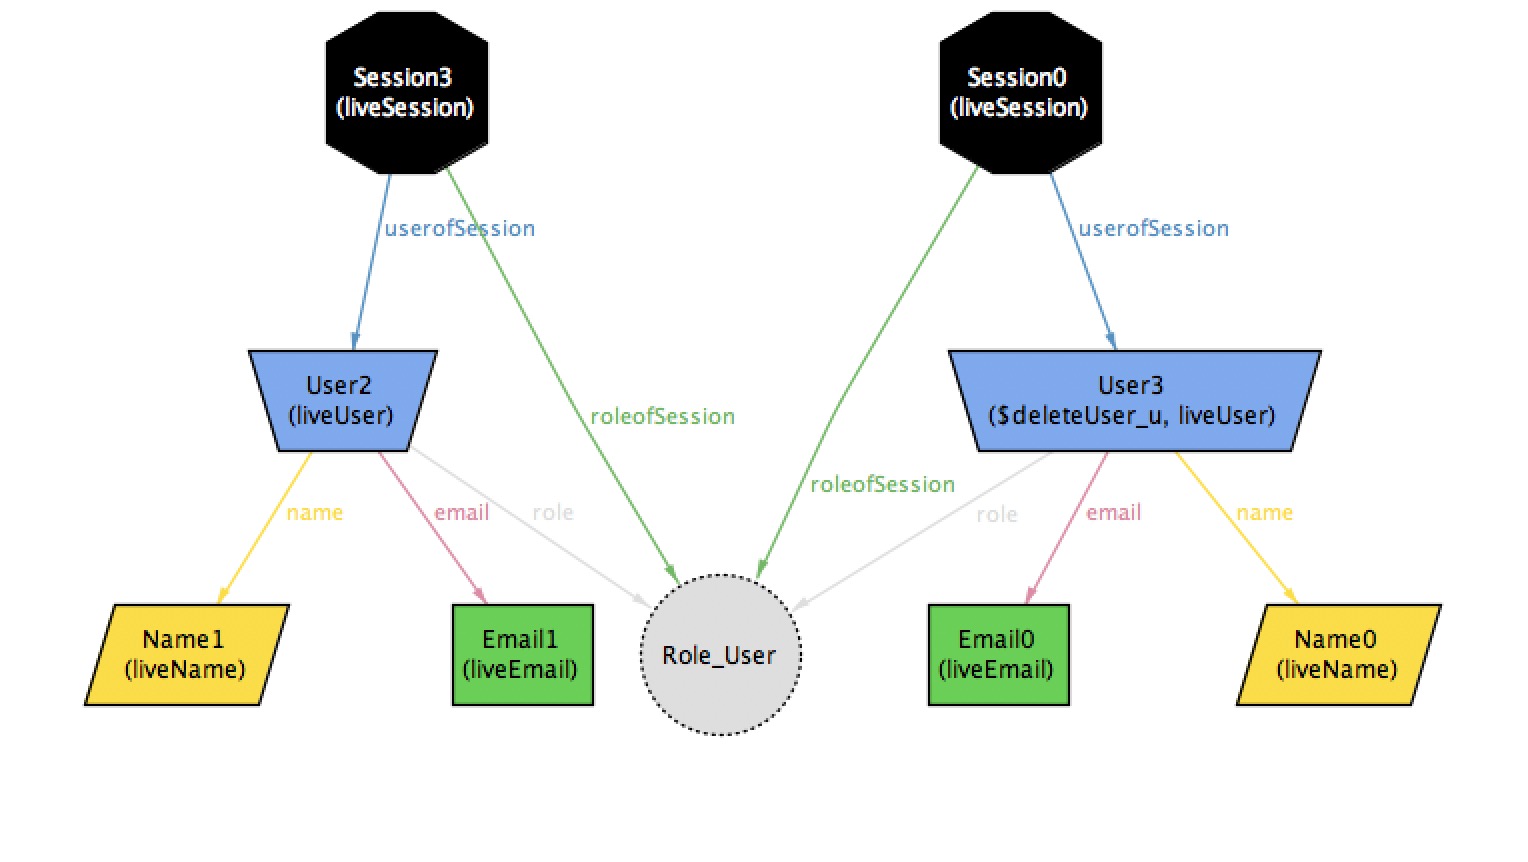 Session3
(liveSession)
Session0
(liveSession)
userofSession
userofSession
User2
(liveUser)
User3
($deleteUser_u, liveUser)
roleofSession
roleofSession
name
email
role
role
email
name
Name1
(liveName)
Email1
(liveEmail)
Role_User
Email0
(liveEmail)
Name0
(liveName)